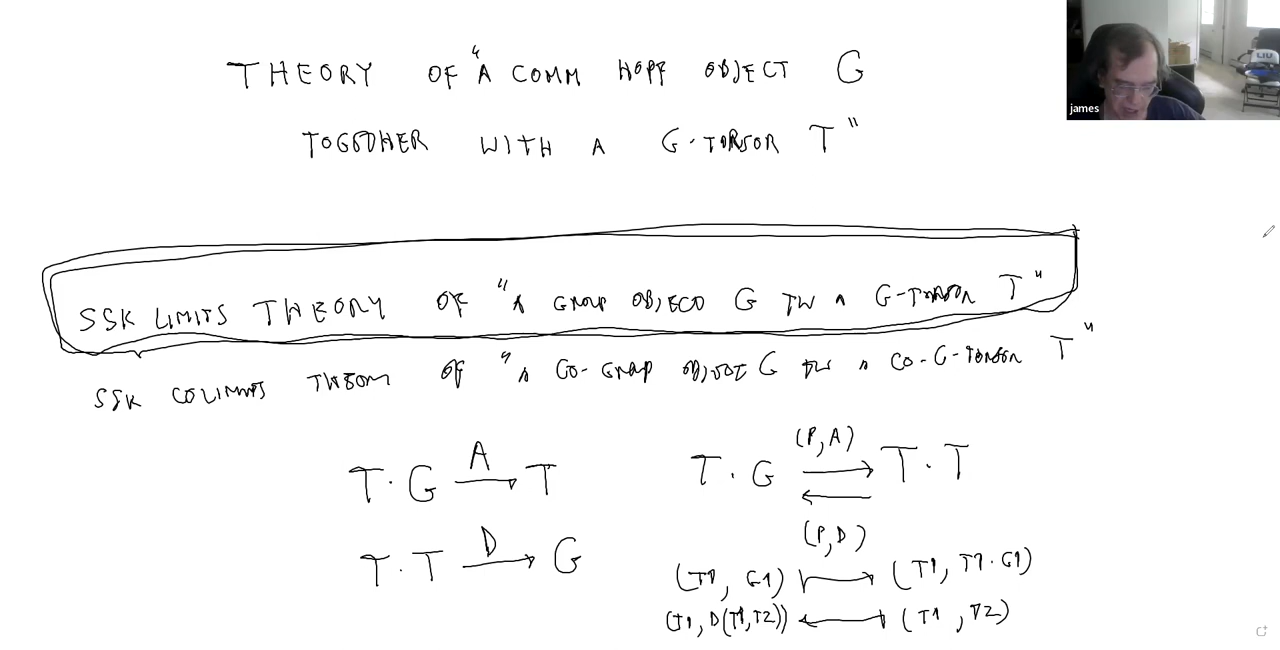 THEORY OF "A COMM HOPF OBJECT G
TOGETHER WITH A G-TORSOR T"
SSK LIMITS THEORY OF "A GROUP OBJECT G TW A G-TORSOR T"
SSK COLIMITS THEORY OF "A CO-GROUP OBJECT G TW A CO-G-TORSOR T"
T·G A→ T
T·G (P,A) ⇄ T·T
(P,D)
T·T D→ G
(T1, G1) ↦ (T1, T1·G1)
(T1, D(T1,T2)) ↤ (T1, T2)
james
LIU